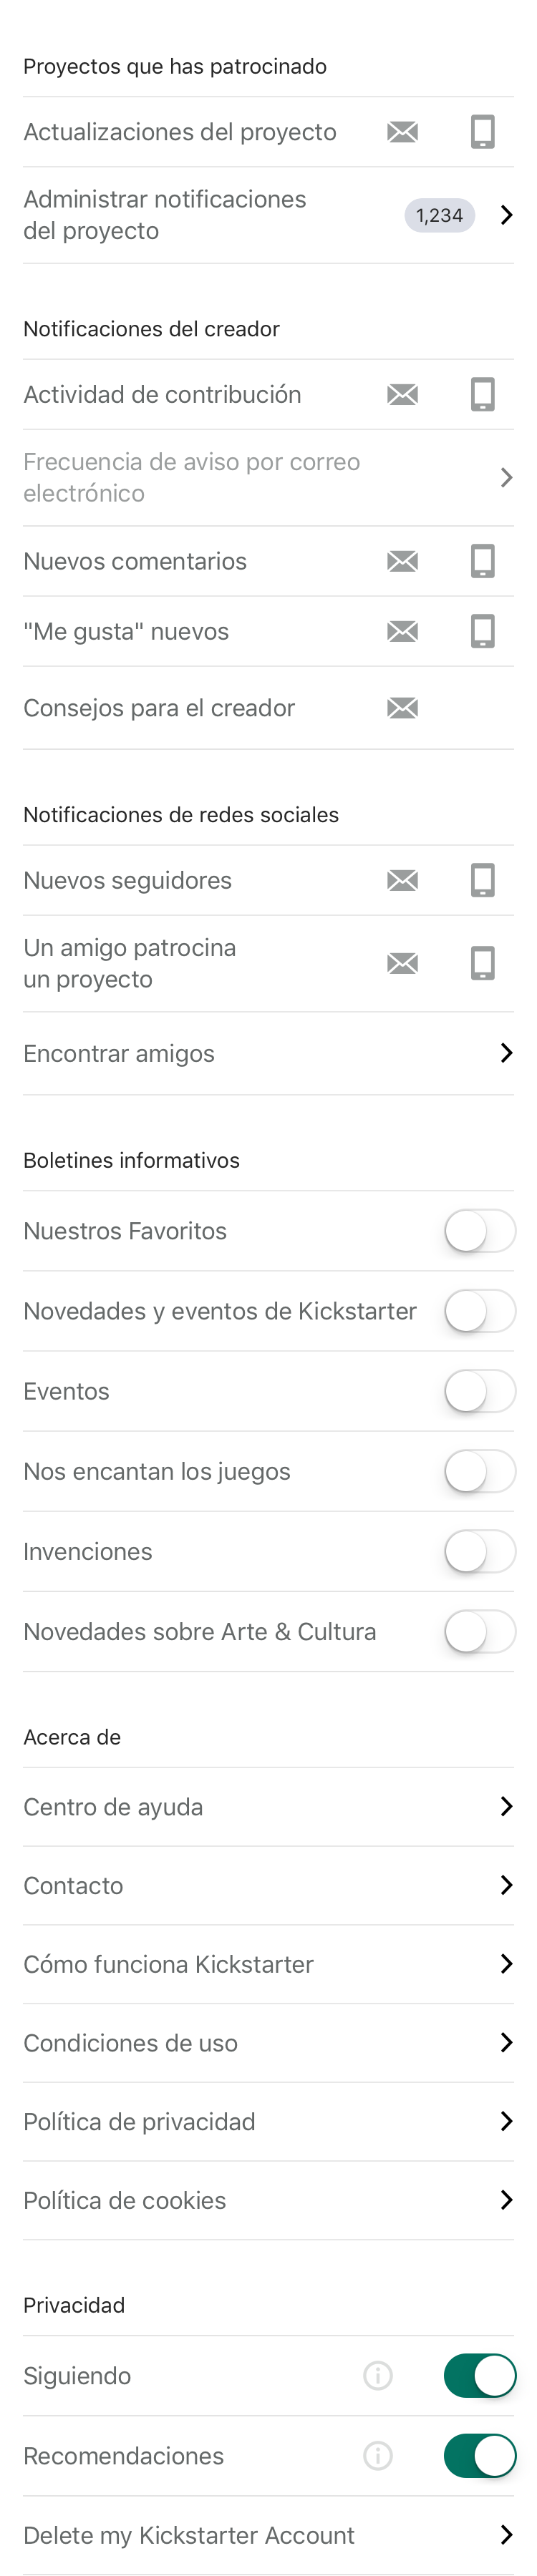 Proyectos que has patrocinado
Actualizaciones del proyecto
Administrar notificaciones
del proyecto
1,234
Notificaciones del creador
Actividad de contribución
Frecuencia de aviso por correo
electrónico
Nuevos comentarios
"Me gusta" nuevos
Consejos para el creador
Notificaciones de redes sociales
Nuevos seguidores
Un amigo patrocina
un proyecto
Encontrar amigos
Boletines informativos
Nuestros Favoritos
Novedades y eventos de Kickstarter
Eventos
Nos encantan los juegos
Invenciones
Novedades sobre Arte & Cultura
Acerca de
Centro de ayuda
Contacto
Cómo funciona Kickstarter
Condiciones de uso
Política de privacidad
Política de cookies
Privacidad
Siguiendo
Recomendaciones
Delete my Kickstarter Account